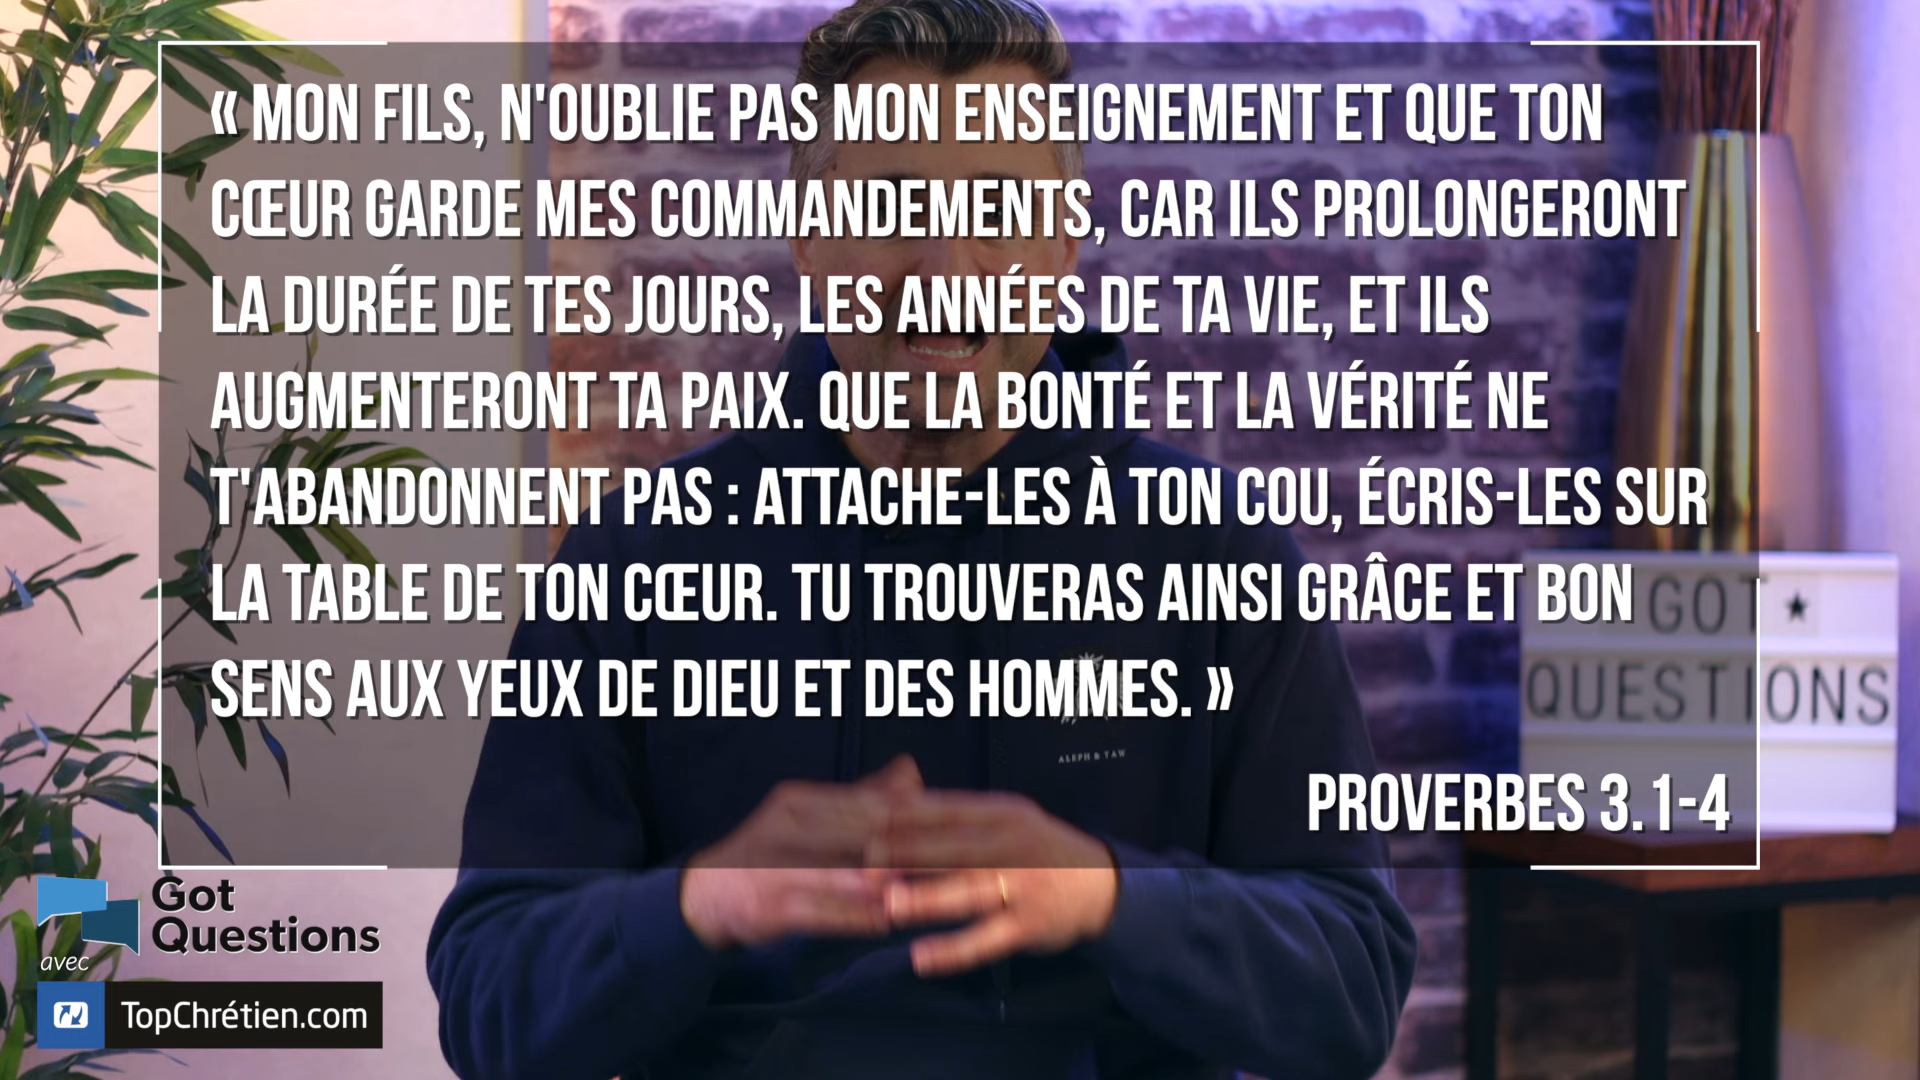 « MON FILS, N'OUBLIE PAS MON ENSEIGNEMENT ET QUE TON
CŒUR GARDE MES COMMANDEMENTS, CAR ILS PROLONGERONT
LA DURÉE DE TES JOURS, LES ANNÉES DE TA VIE, ET ILS
AUGMENTERONT TA PAIX. QUE LA BONTÉ ET LA VÉRITÉ NE
T'ABANDONNENT PAS : ATTACHE-LES À TON COU, ÉCRIS-LES SUR
LA TABLE DE TON CŒUR. TU TROUVERAS AINSI GRÂCE ET BON
SENS AUX YEUX DE DIEU ET DES HOMMES. »
PROVERBES 3.1-4
GOT ★
QUESTIONS
ALEPH & TAW
Got
Questions
avec
TopChrétien.com